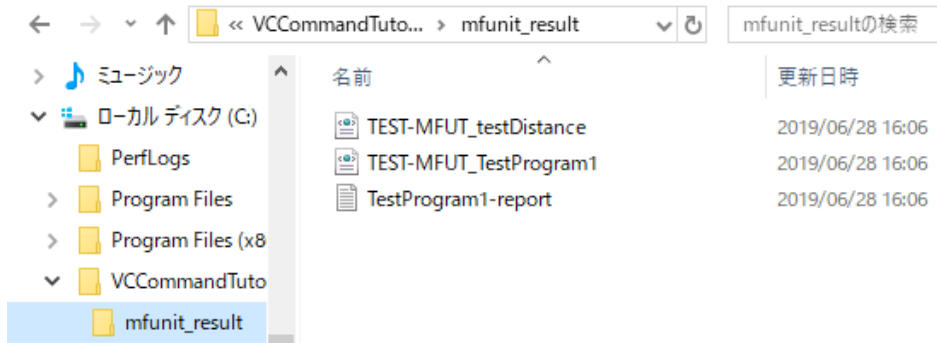 « VCCommandTuto... > mfunit_result
mfunit_resultの検索
ミュージック
ローカル ディスク (C:)
PerfLogs
Program Files
Program Files (x8
VCCommandTuto
mfunit_result
名前
更新日時
TEST-MFUT_testDistance
2019/06/28 16:06
TEST-MFUT_TestProgram1
2019/06/28 16:06
TestProgram1-report
2019/06/28 16:06